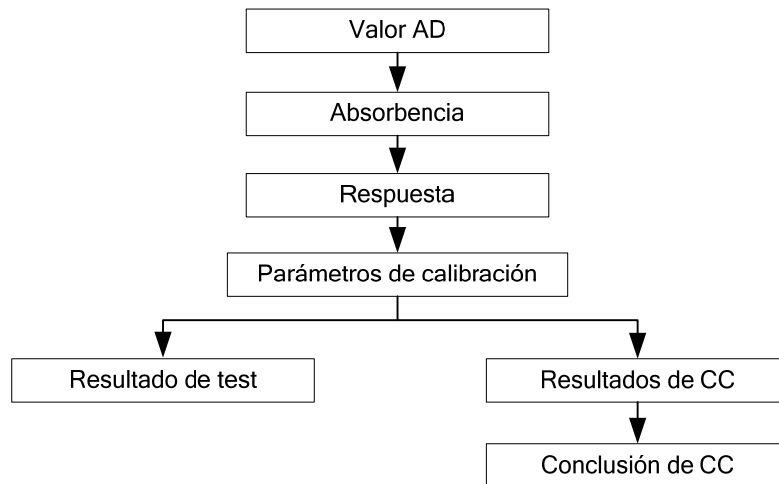 Valor AD
Absorbencia
Respuesta
Parámetros de calibración
Resultado de test
Resultados de CC
Conclusión de CC